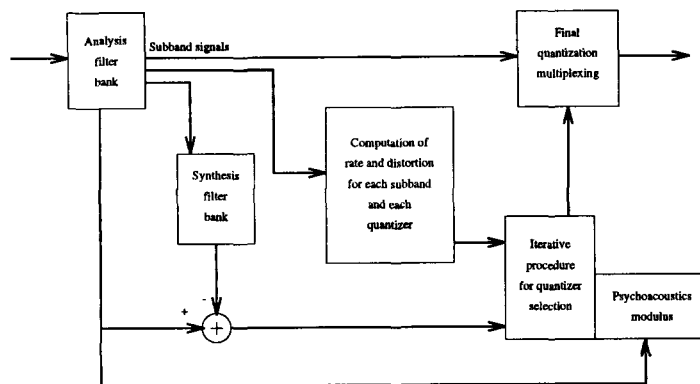 Analysis
filter
bank
Subband signals
Final
quantization
multiplexing
Computation of
rate and distortion
for each subband
and each
quantizer
Synthesis
filter
bank
Iterative
procedure
for quantizer
selection
Psychoacoustics
modulus
-
+
+